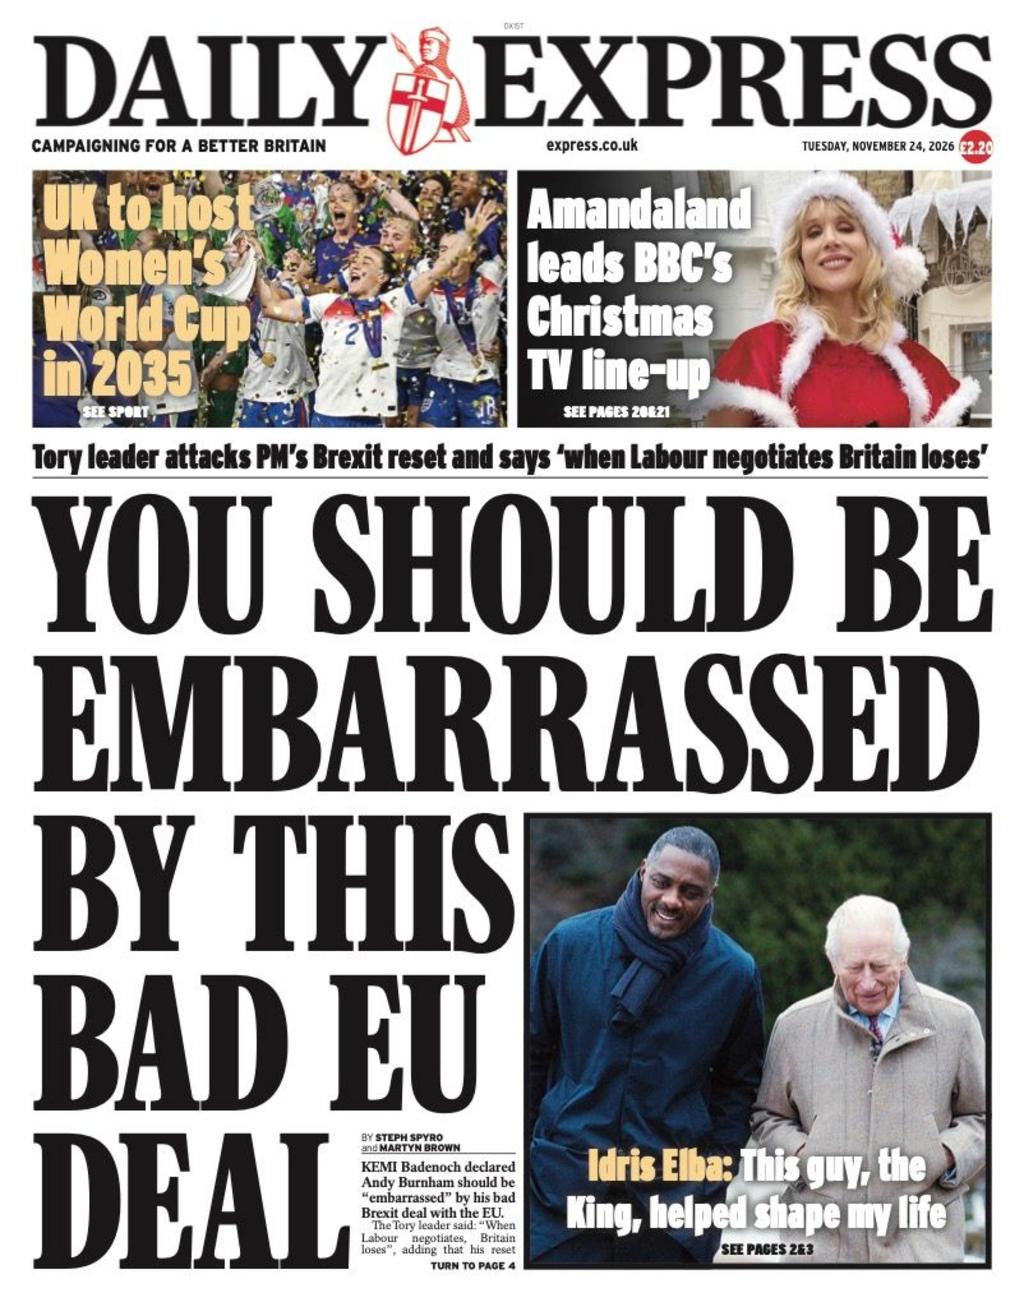 DX1ST
DAILY EXPRESS
CAMPAIGNING FOR A BETTER BRITAIN
express.co.uk
TUESDAY, NOVEMBER 24, 2026 £2.20
UK to host
Women's
World Cup
in 2035
SEE SPORT
2
Amandaland
leads BBC's
Christmas
TV line-up
SEE PAGES 20&21
Tory leader attacks PM's Brexit reset and says 'when Labour negotiates Britain loses'
YOU SHOULD BE
EMBARRASSED
BY THIS
BAD EU
DEAL
BY STEPH SPYRO
and MARTYN BROWN
KEMI Badenoch declared
Andy Burnham should be
“embarrassed” by his bad
Brexit deal with the EU.
The Tory leader said: “When
Labour negotiates, Britain
loses”, adding that his reset
TURN TO PAGE 4
Idris Elba: This guy, the
King, helped shape my life
SEE PAGES 2&3